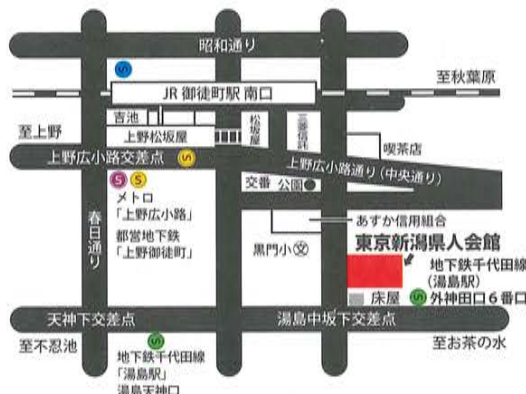 昭和通り
至秋葉原
JR 御徒町駅 南口
吉池
松坂屋
三菱信託
至上野
上野松坂屋
喫茶店
上野広小路交差点
上野広小路通り(中央通り)
交番
公園
メトロ
「上野広小路」
都営地下鉄
「上野御徒町」
春日通り
あすか信用組合
黒門小
文
東京新潟県人会館
地下鉄千代田線
(湯島駅)
外神田口6番口
床屋
天神下交差点
湯島中坂下交差点
至不忍池
至お茶の水
地下鉄千代田線
「湯島駅」
湯島天神口
S
S
S
S
S
S